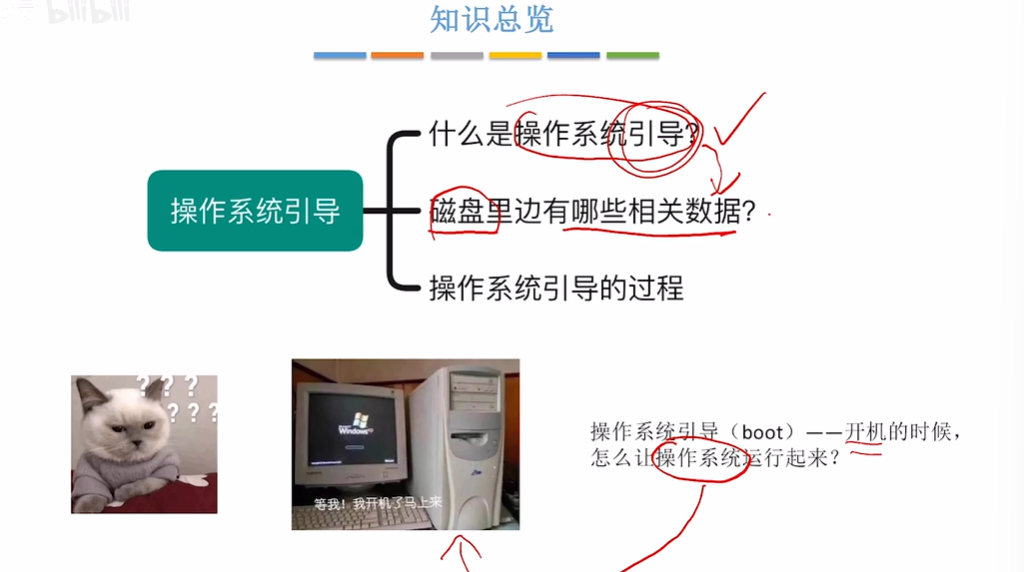 bilibili
知识总览
什么是操作系统引导?
操作系统引导
磁盘里边有哪些相关数据?
操作系统引导的过程
? ? ?
? ? ?
Windows
等我！我开机了马上来
操作系统引导（boot）——开机的时候，
怎么让操作系统运行起来？